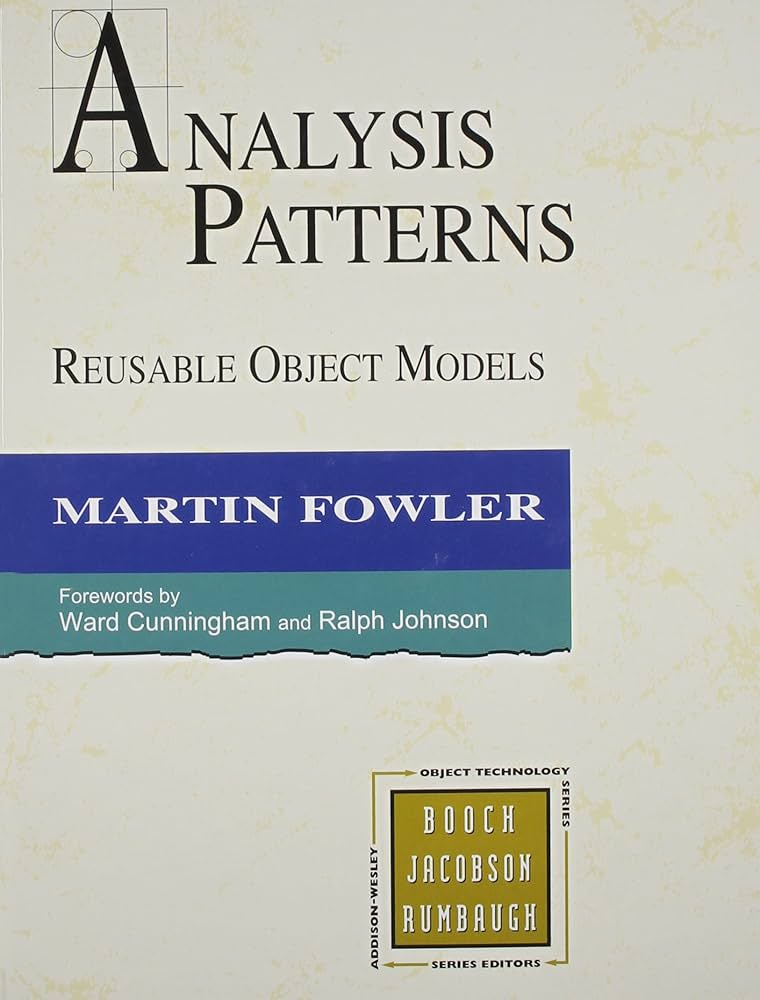 ANALYSIS
PATTERNS
REUSABLE OBJECT MODELS
MARTIN FOWLER
Forewords by
Ward Cunningham and Ralph Johnson
OBJECT TECHNOLOGY
SERIES
BOOCH
JACOBSON
RUMBAUGH
ADDISON-WESLEY
SERIES EDITORS